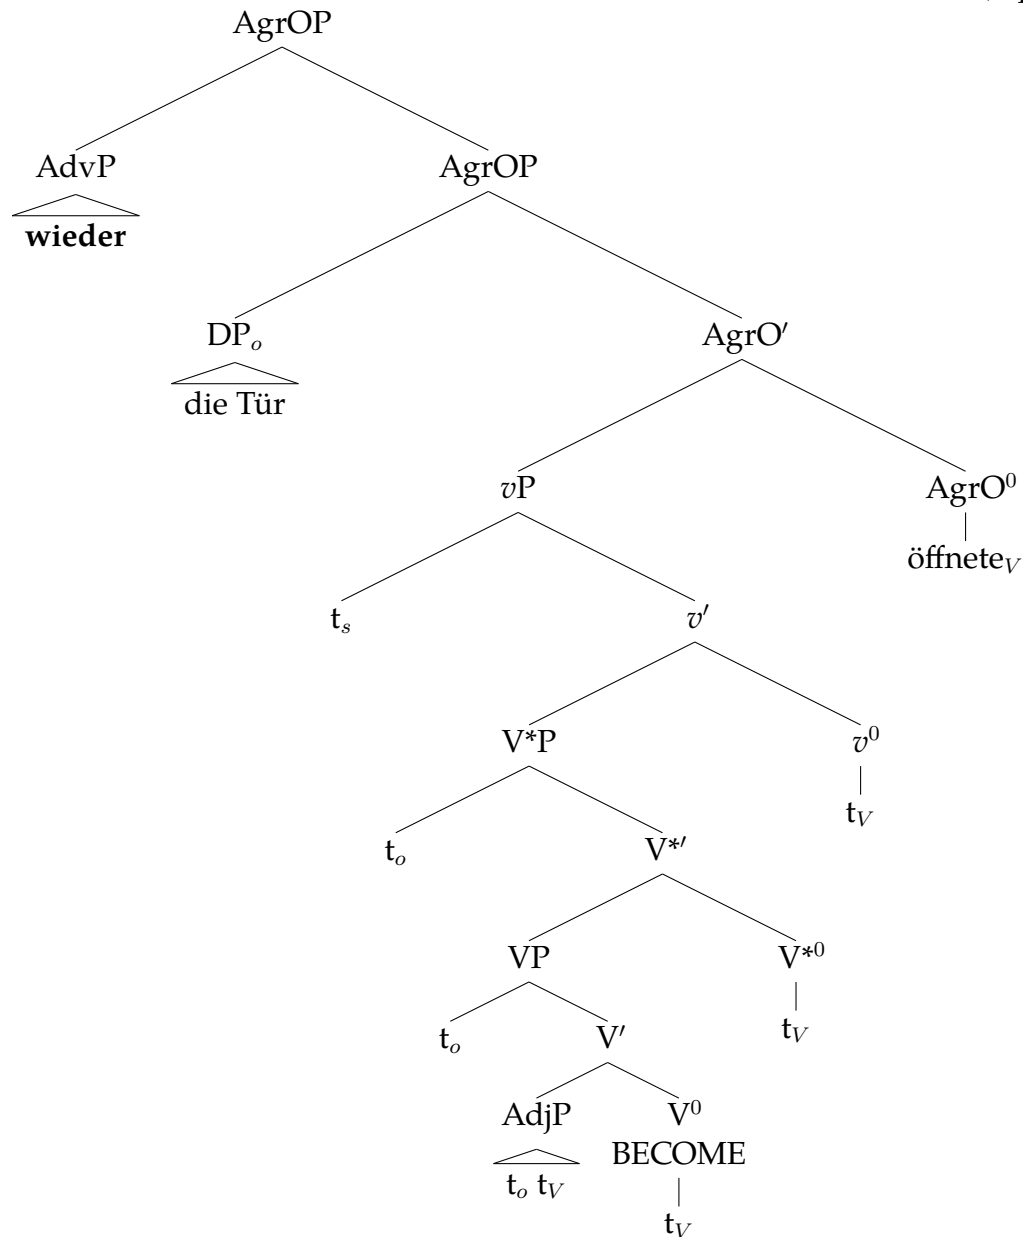 AgrOP
AdvP AgrOP
wieder
DPₒ AgrO′
die Tür
vP AgrO⁰
öffnete_V
tₛ v′
V*P v⁰
t_V
tₒ V*′
VP V*⁰
t_V
tₒ V′
AdjP V⁰
BECOME
tₒ t_V
t_V